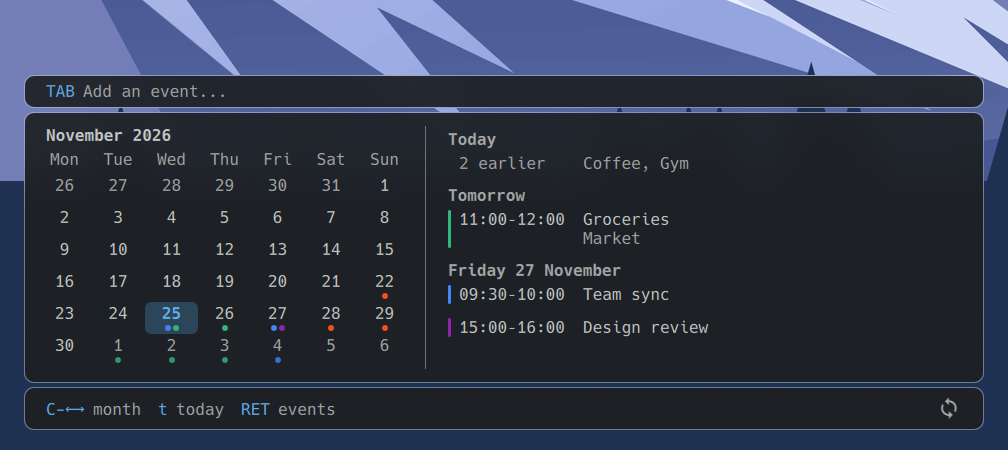 TAB Add an event...
November 2026
Mon Tue Wed Thu Fri Sat Sun
26 27 28 29 30 31 1
2 3 4 5 6 7 8
9 10 11 12 13 14 15
16 17 18 19 20 21 22
23 24 25 26 27 28 29
30 1 2 3 4 5 6
Today
2 earlier Coffee, Gym
Tomorrow
11:00-12:00 Groceries
Market
Friday 27 November
09:30-10:00 Team sync
15:00-16:00 Design review
C-←→ month t today RET events